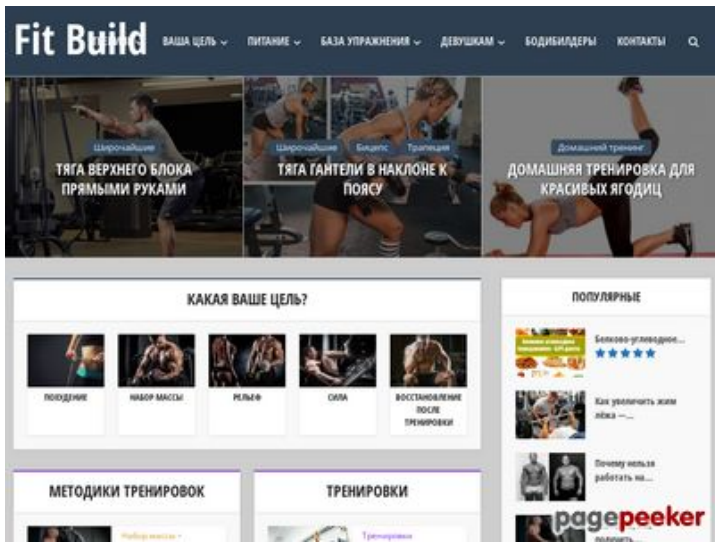 Fit Build
ВАША ЦЕЛЬ
ПИТАНИЕ
БАЗА УПРАЖНЕНИЯ
ДЕВУШКАМ
БОДИБИЛДЕРЫ
КОНТАКТЫ
Широчайшие
ТЯГА ВЕРХНЕГО БЛОКА
ПРЯМЫМИ РУКАМИ
Широчайшие Бицепс Трапеция
ТЯГА ГАНТЕЛИ В НАКЛОНЕ К
ПОЯСУ
Домашний тренинг
ДОМАШНЯЯ ТРЕНИРОВКА ДЛЯ
КРАСИВЫХ ЯГОДИЦ
КАКАЯ ВАШЕ ЦЕЛЬ?
ПОХУДЕНИЕ
НАБОР МАССЫ
РЕЛЬЕФ
СИЛА
ВОССТАНОВЛЕНИЕ
ПОСЛЕ
ТРЕНИРОВКИ
ПОПУЛЯРНЫЕ
Белково-углеводное...
Как увеличить жим
лёжа —...
Почему нельзя
работать на...
получить...
МЕТОДИКИ ТРЕНИРОВОК
Набор массы •
ТРЕНИРОВКИ
Тренировки
pagepeeker